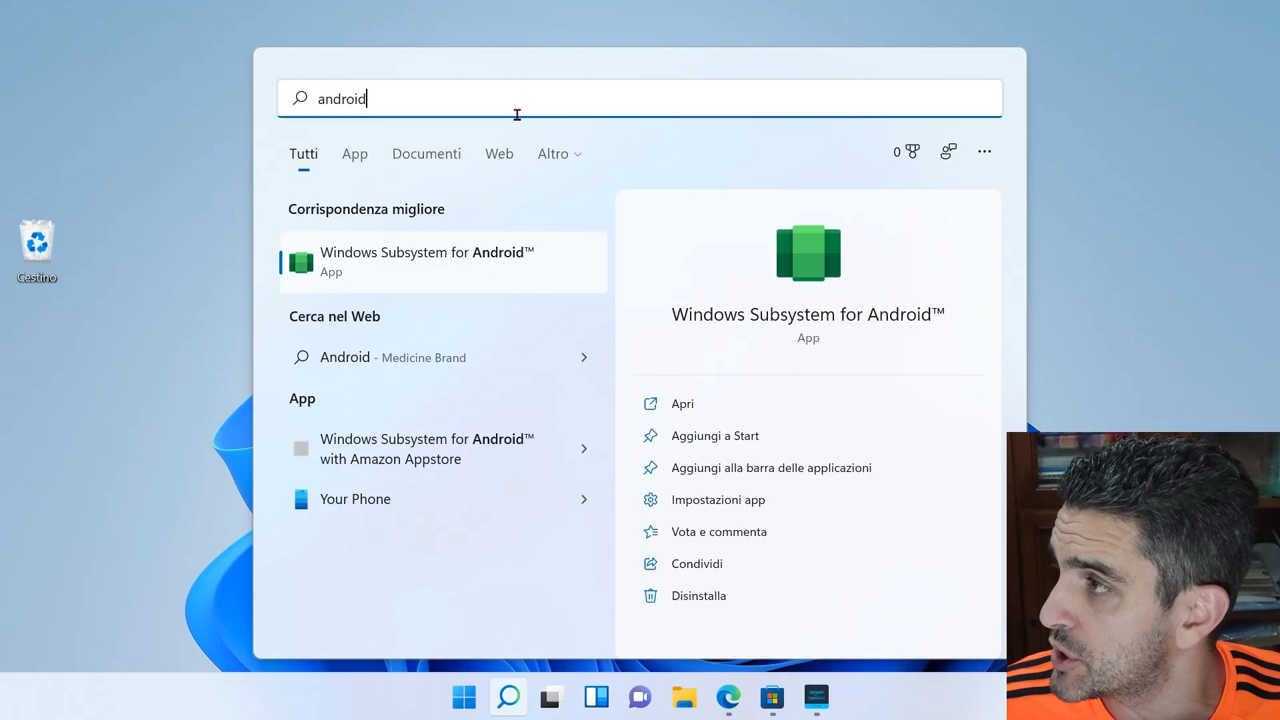 android
Tutti App Documenti Web Altro 0
Corrispondenza migliore
Windows Subsystem for Android™
App
Cerca nel Web
Android - Medicine Brand
App
Windows Subsystem for Android™
with Amazon Appstore
Your Phone
Windows Subsystem for Android™
App
Apri
Aggiungi a Start
Aggiungi alla barra delle applicazioni
Impostazioni app
Vota e commenta
Condividi
Disinstalla
Cestino